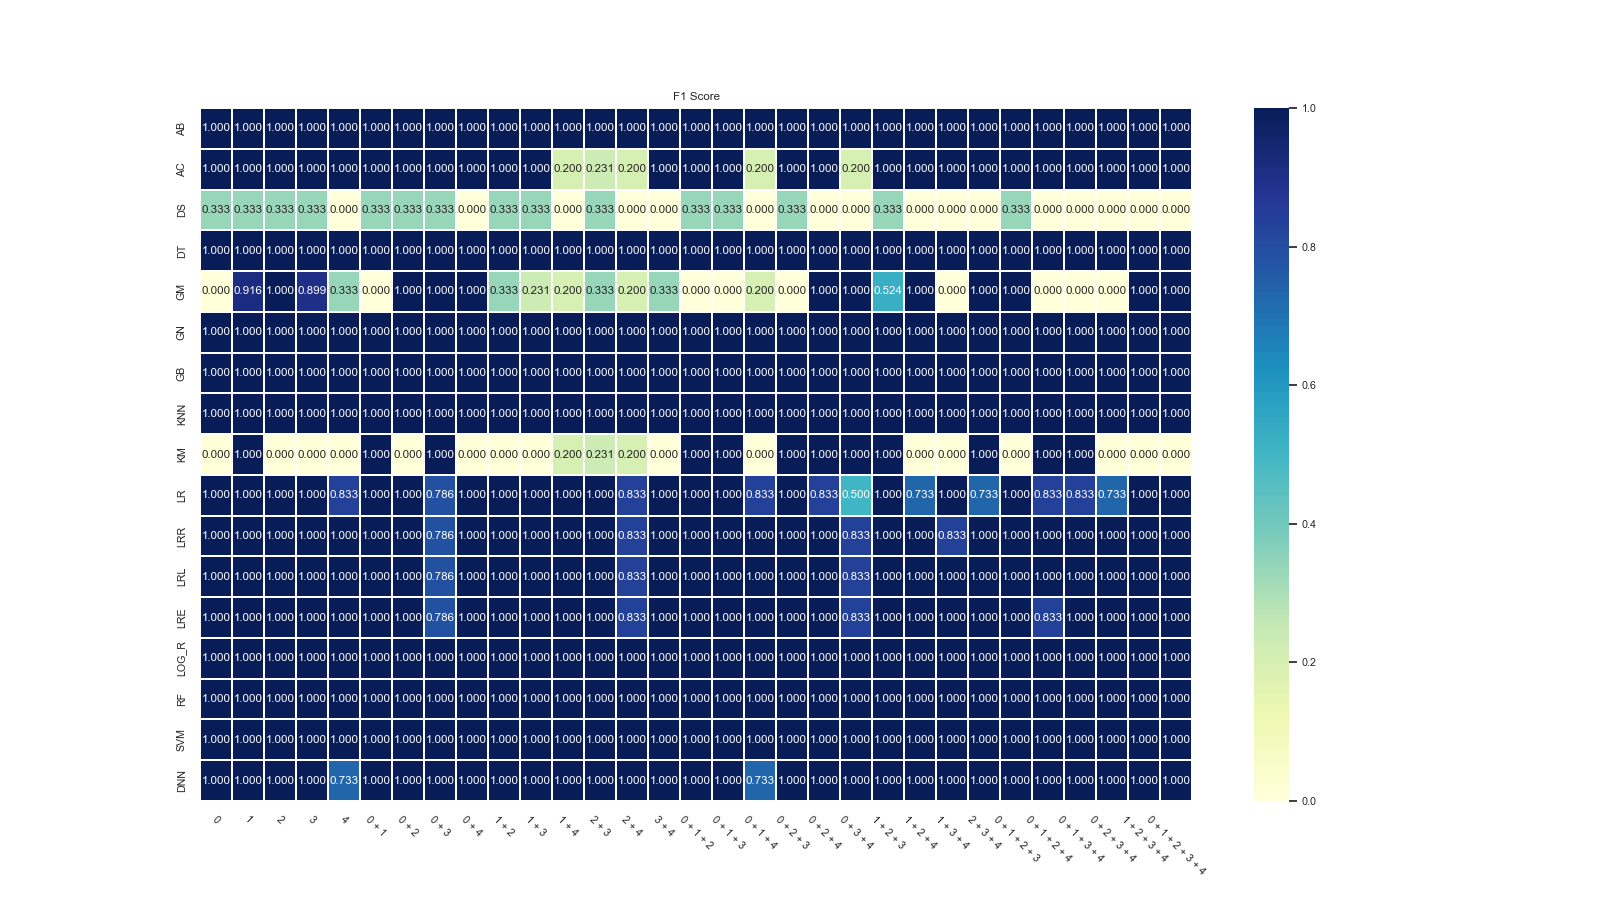 F1 Score
AB 1.000 1.000 1.000 1.000 1.000 1.000 1.000 1.000 1.000 1.000 1.000 1.000 1.000 1.000 1.000 1.000 1.000 1.000 1.000 1.000 1.000 1.000 1.000 1.000 1.000 1.000 1.000 1.000 1.000 1.000 1.000
AC 1.000 1.000 1.000 1.000 1.000 1.000 1.000 1.000 1.000 1.000 1.000 0.200 0.231 0.200 1.000 1.000 1.000 0.200 1.000 1.000 0.200 1.000 1.000 1.000 1.000 1.000 1.000 1.000 1.000 1.000 1.000
DS 0.333 0.333 0.333 0.333 0.000 0.333 0.333 0.333 0.000 0.333 0.333 0.000 0.333 0.000 0.000 0.333 0.333 0.000 0.333 0.000 0.000 0.333 0.000 0.000 0.000 0.333 0.000 0.000 0.000 0.000 0.000
DT 1.000 1.000 1.000 1.000 1.000 1.000 1.000 1.000 1.000 1.000 1.000 1.000 1.000 1.000 1.000 1.000 1.000 1.000 1.000 1.000 1.000 1.000 1.000 1.000 1.000 1.000 1.000 1.000 1.000 1.000 1.000
GM 0.000 0.916 1.000 0.899 0.333 0.000 1.000 1.000 1.000 0.333 0.231 0.200 0.333 0.200 0.333 0.000 0.000 0.200 0.000 1.000 1.000 0.524 1.000 0.000 1.000 1.000 0.000 0.000 0.000 1.000 1.000
GN 1.000 1.000 1.000 1.000 1.000 1.000 1.000 1.000 1.000 1.000 1.000 1.000 1.000 1.000 1.000 1.000 1.000 1.000 1.000 1.000 1.000 1.000 1.000 1.000 1.000 1.000 1.000 1.000 1.000 1.000 1.000
GB 1.000 1.000 1.000 1.000 1.000 1.000 1.000 1.000 1.000 1.000 1.000 1.000 1.000 1.000 1.000 1.000 1.000 1.000 1.000 1.000 1.000 1.000 1.000 1.000 1.000 1.000 1.000 1.000 1.000 1.000 1.000
KNN 1.000 1.000 1.000 1.000 1.000 1.000 1.000 1.000 1.000 1.000 1.000 1.000 1.000 1.000 1.000 1.000 1.000 1.000 1.000 1.000 1.000 1.000 1.000 1.000 1.000 1.000 1.000 1.000 1.000 1.000 1.000
KM 0.000 1.000 0.000 0.000 0.000 1.000 0.000 1.000 0.000 0.000 0.000 0.200 0.231 0.200 0.000 1.000 1.000 0.000 1.000 1.000 1.000 1.000 0.000 0.000 1.000 0.000 1.000 1.000 0.000 0.000 0.000
LR 1.000 1.000 1.000 1.000 0.833 1.000 1.000 0.786 1.000 1.000 1.000 1.000 1.000 0.833 1.000 1.000 1.000 0.833 1.000 0.833 0.500 1.000 0.733 1.000 0.733 1.000 0.833 0.833 0.733 1.000 1.000
LRR 1.000 1.000 1.000 1.000 1.000 1.000 1.000 0.786 1.000 1.000 1.000 1.000 1.000 0.833 1.000 1.000 1.000 1.000 1.000 1.000 0.833 1.000 1.000 0.833 1.000 1.000 1.000 1.000 1.000 1.000 1.000
LRL 1.000 1.000 1.000 1.000 1.000 1.000 1.000 0.786 1.000 1.000 1.000 1.000 1.000 0.833 1.000 1.000 1.000 1.000 1.000 1.000 0.833 1.000 1.000 1.000 1.000 1.000 1.000 1.000 1.000 1.000 1.000
LRE 1.000 1.000 1.000 1.000 1.000 1.000 1.000 0.786 1.000 1.000 1.000 1.000 1.000 0.833 1.000 1.000 1.000 1.000 1.000 1.000 0.833 1.000 1.000 1.000 1.000 1.000 0.833 1.000 1.000 1.000 1.000
LOG_R 1.000 1.000 1.000 1.000 1.000 1.000 1.000 1.000 1.000 1.000 1.000 1.000 1.000 1.000 1.000 1.000 1.000 1.000 1.000 1.000 1.000 1.000 1.000 1.000 1.000 1.000 1.000 1.000 1.000 1.000 1.000
RF 1.000 1.000 1.000 1.000 1.000 1.000 1.000 1.000 1.000 1.000 1.000 1.000 1.000 1.000 1.000 1.000 1.000 1.000 1.000 1.000 1.000 1.000 1.000 1.000 1.000 1.000 1.000 1.000 1.000 1.000 1.000
SVM 1.000 1.000 1.000 1.000 1.000 1.000 1.000 1.000 1.000 1.000 1.000 1.000 1.000 1.000 1.000 1.000 1.000 1.000 1.000 1.000 1.000 1.000 1.000 1.000 1.000 1.000 1.000 1.000 1.000 1.000 1.000
DNN 1.000 1.000 1.000 1.000 0.733 1.000 1.000 1.000 1.000 1.000 1.000 1.000 1.000 1.000 1.000 1.000 1.000 0.733 1.000 1.000 1.000 1.000 1.000 1.000 1.000 1.000 1.000 1.000 1.000 1.000 1.000
0
1
2
3
4
0 + 1
0 + 2
0 + 3
0 + 4
1 + 2
1 + 3
1 + 4
2 + 3
2 + 4
3 + 4
0 + 1 + 2
0 + 1 + 3
0 + 1 + 4
0 + 2 + 3
0 + 2 + 4
0 + 3 + 4
1 + 2 + 3
1 + 2 + 4
1 + 3 + 4
2 + 3 + 4
0 + 1 + 2 + 3
0 + 1 + 2 + 4
0 + 1 + 3 + 4
0 + 2 + 3 + 4
1 + 2 + 3 + 4
0 + 1 + 2 + 3 + 4
1.0
0.8
0.6
0.4
0.2
0.0